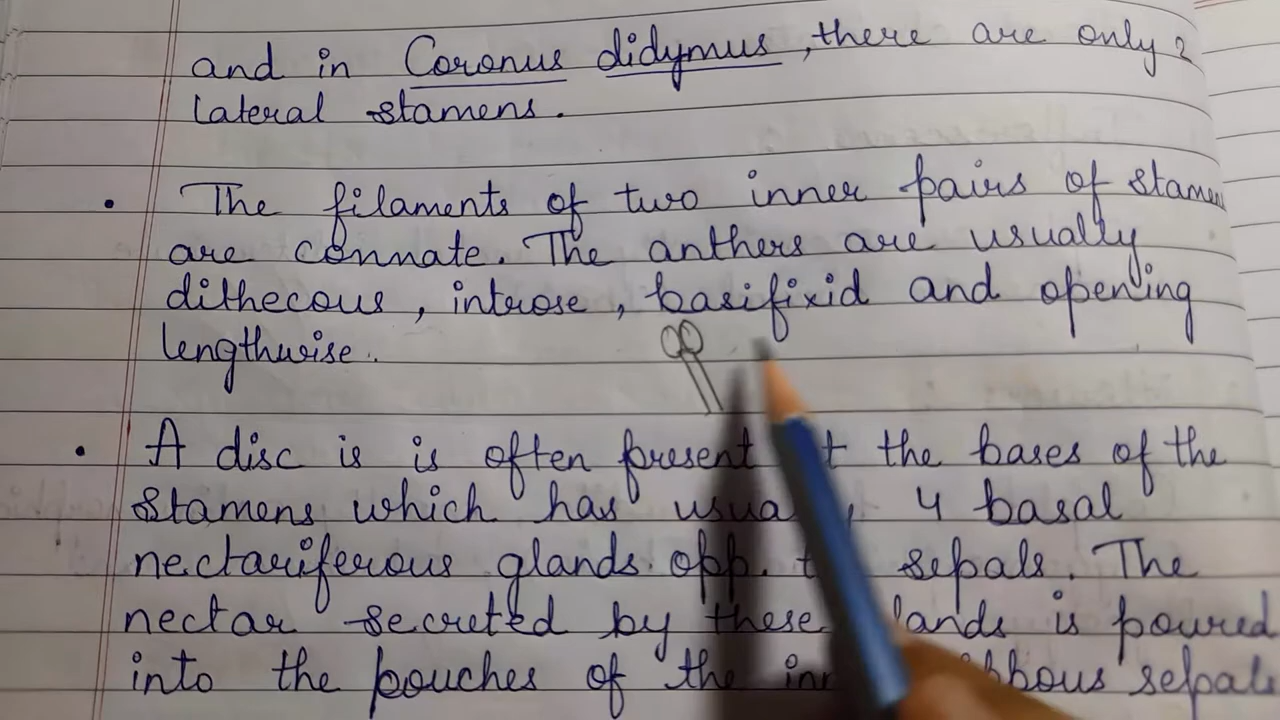 and in Coronus didymus, there are only 2
lateral stamens.
• The filaments of two inner pairs of stamen
are connate. The anthers are usually
dithecous, introse, basifixid and opening
lengthwise.
• A disc is is often present the bases of the
stamens which has 4 basal
nectariferous glands opp. sepals. The
nectar secreted by these is poured
into the pouches of the sepals